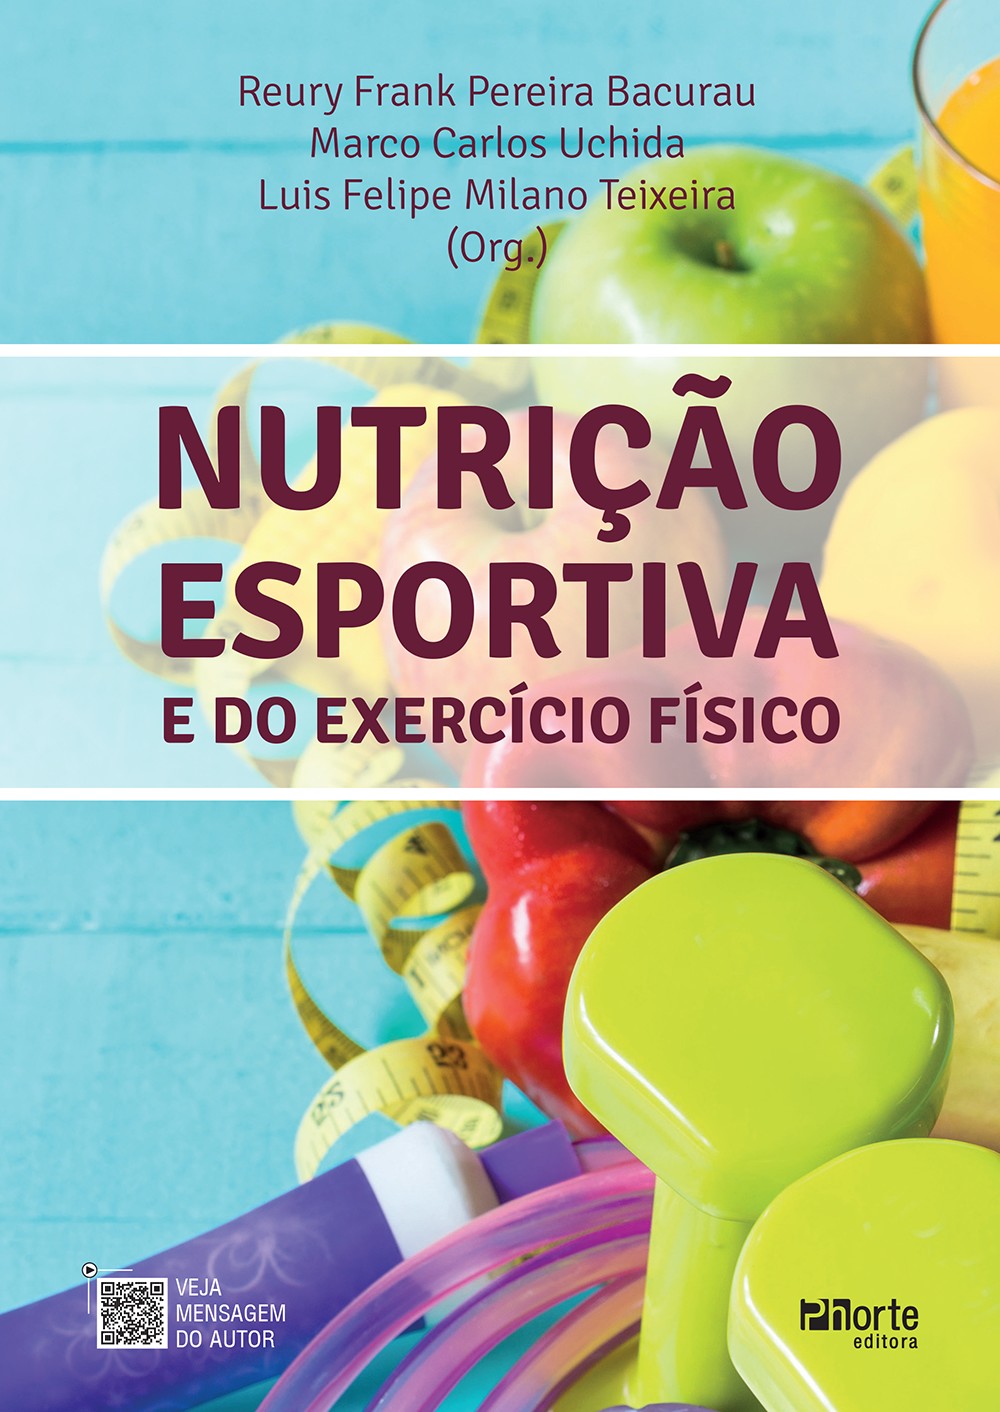 Reury Frank Pereira Bacurau
Marco Carlos Uchida
Luis Felipe Milano Teixeira
(Org.)
NUTRIÇÃO
ESPORTIVA
E DO EXERCÍCIO FÍSICO
VEJA
MENSAGEM
DO AUTOR
Phorte
editora